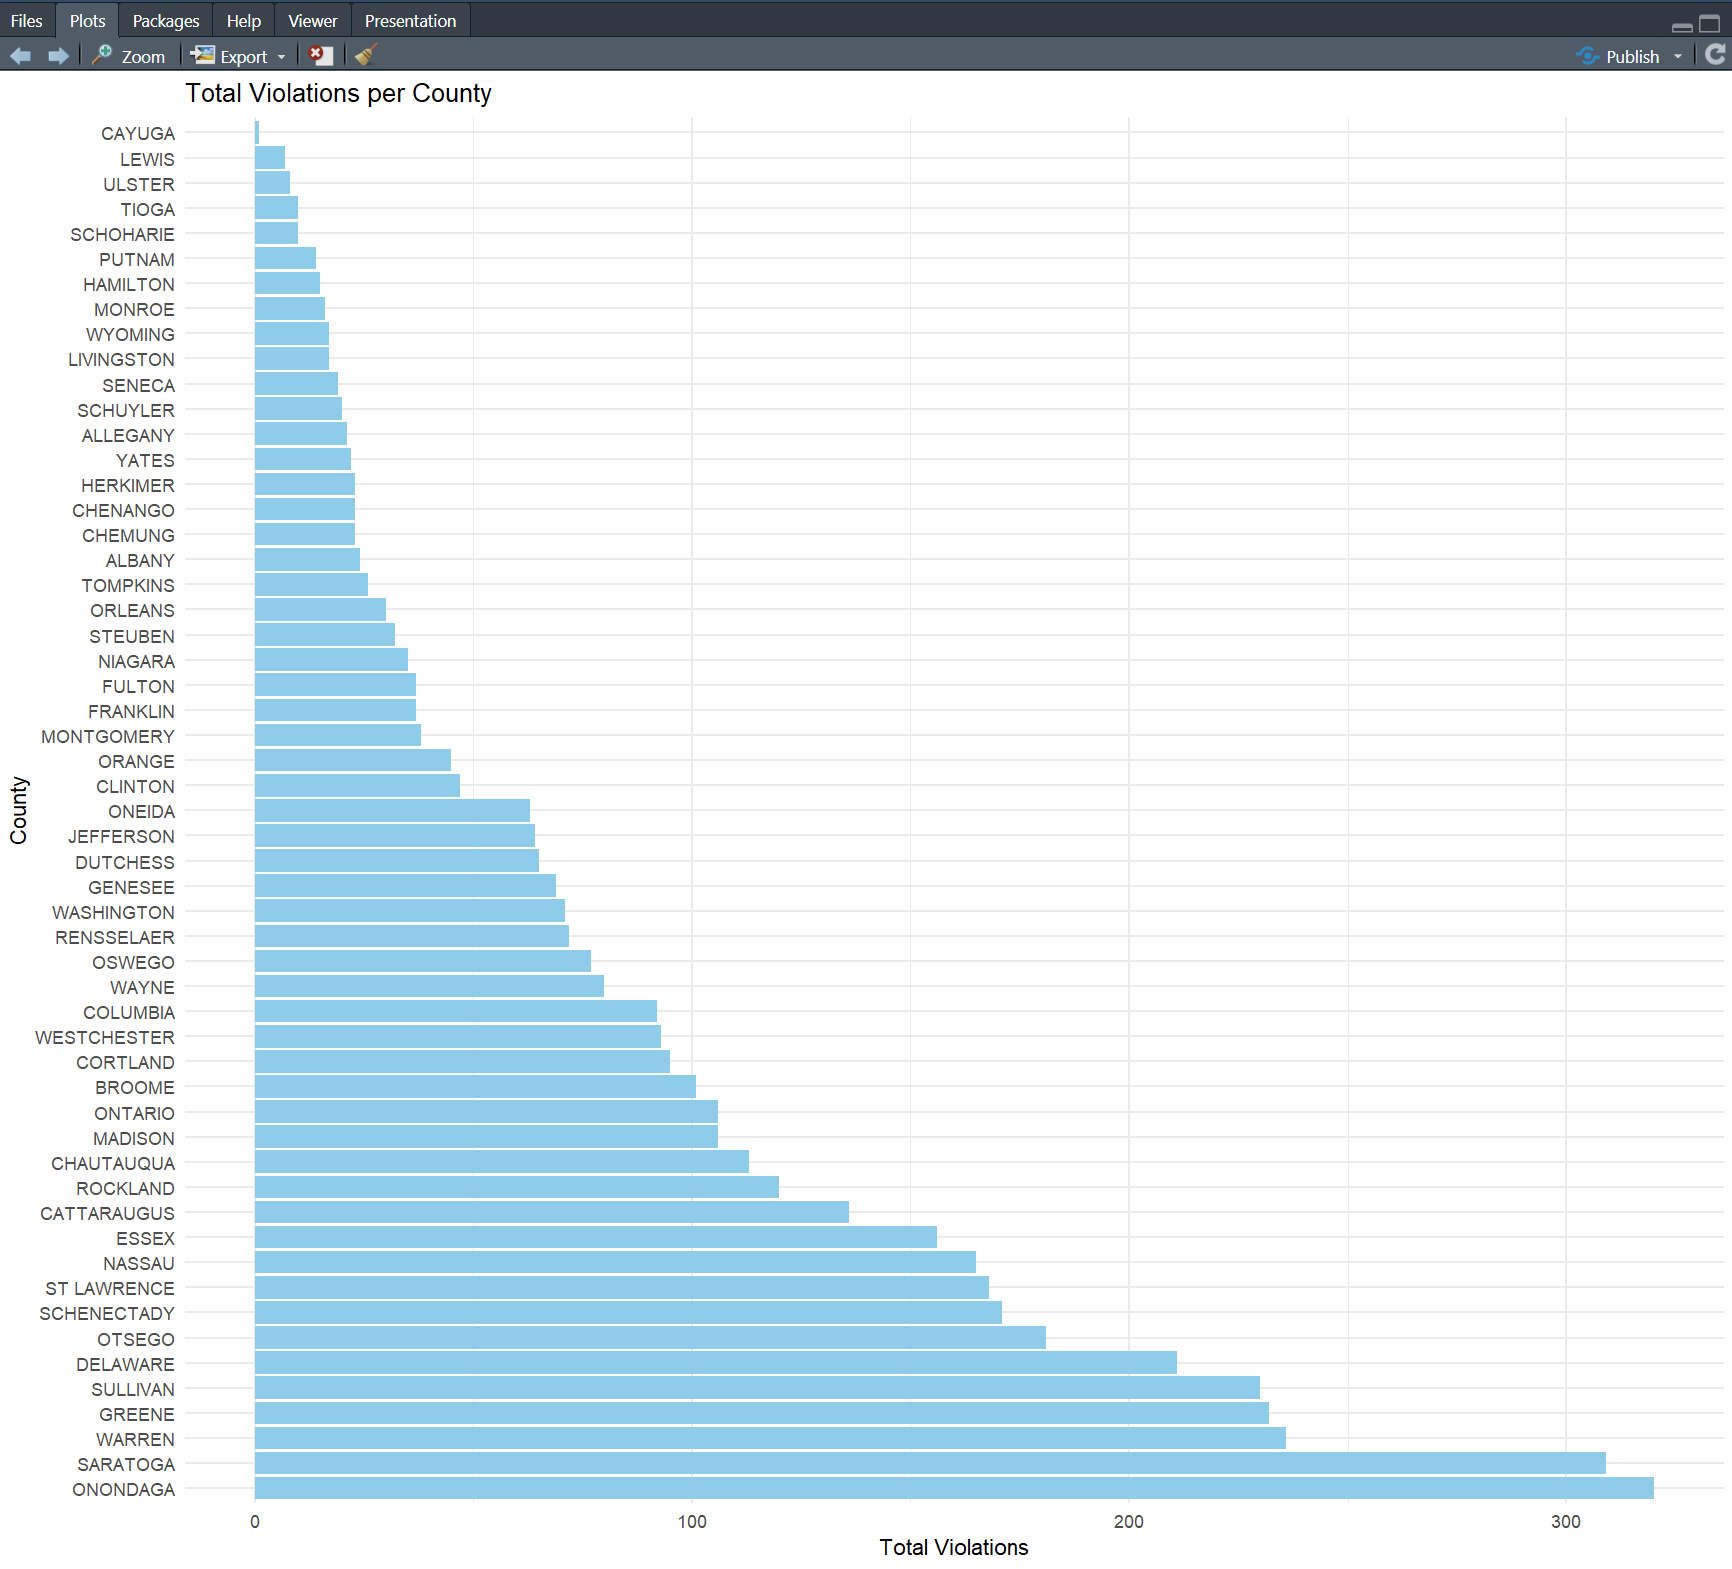 Files Plots Packages Help Viewer Presentation
Zoom Export Publish
Total Violations per County
CAYUGA
LEWIS
ULSTER
TIOGA
SCHOHARIE
PUTNAM
HAMILTON
MONROE
WYOMING
LIVINGSTON
SENECA
SCHUYLER
ALLEGANY
YATES
HERKIMER
CHENANGO
CHEMUNG
ALBANY
TOMPKINS
ORLEANS
STEUBEN
NIAGARA
FULTON
FRANKLIN
MONTGOMERY
ORANGE
CLINTON
ONEIDA
JEFFERSON
DUTCHESS
GENESEE
WASHINGTON
RENSSELAER
OSWEGO
WAYNE
COLUMBIA
WESTCHESTER
CORTLAND
BROOME
ONTARIO
MADISON
CHAUTAUQUA
ROCKLAND
CATTARAUGUS
ESSEX
NASSAU
ST LAWRENCE
SCHENECTADY
OTSEGO
DELAWARE
SULLIVAN
GREENE
WARREN
SARATOGA
ONONDAGA
County
0 100 200 300
Total Violations